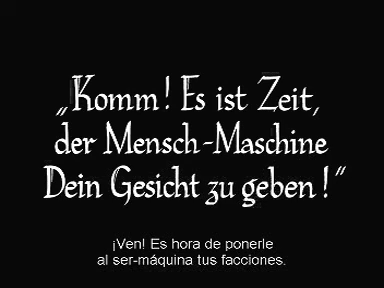 „Komm! Es ist Zeit,
der Mensch-Maschine
Dein Gesicht zu geben!“
¡Ven! Es hora de ponerle
al ser-máquina tus facciones.